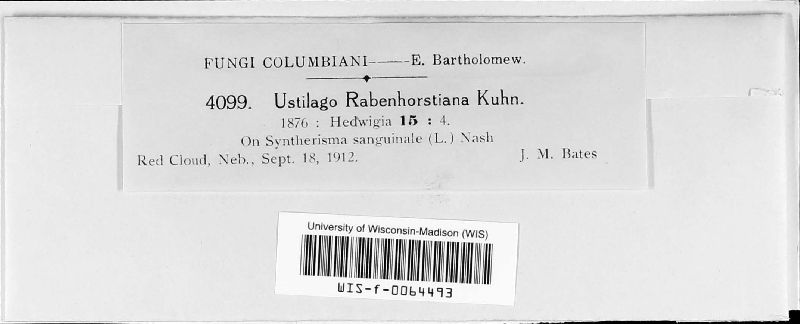 FUNGI COLUMBIANI——E. Bartholomew.
4099. Ustilago Rabenhorstiana Kuhn.
1876 : Hedwigia 15 : 4.
On Syntherisma sanguinale (L.) Nash
Red Cloud, Neb., Sept. 18, 1912. J. M. Bates
University of Wisconsin-Madison (WIS)
WIS-f-0064493